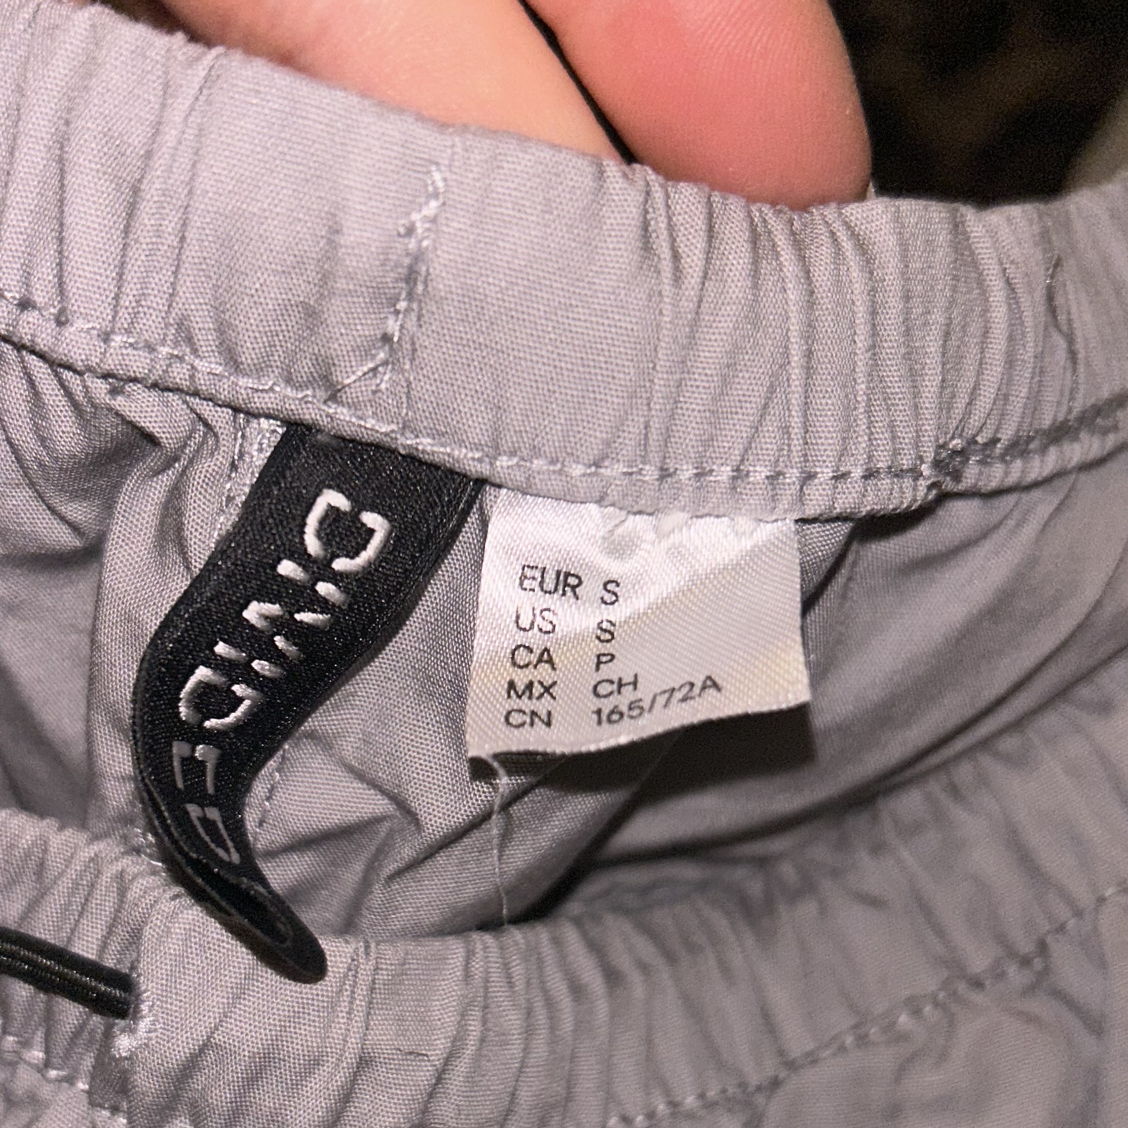 DIVIDED
EUR S
US S
CA P
MX CH
CN 165/72A